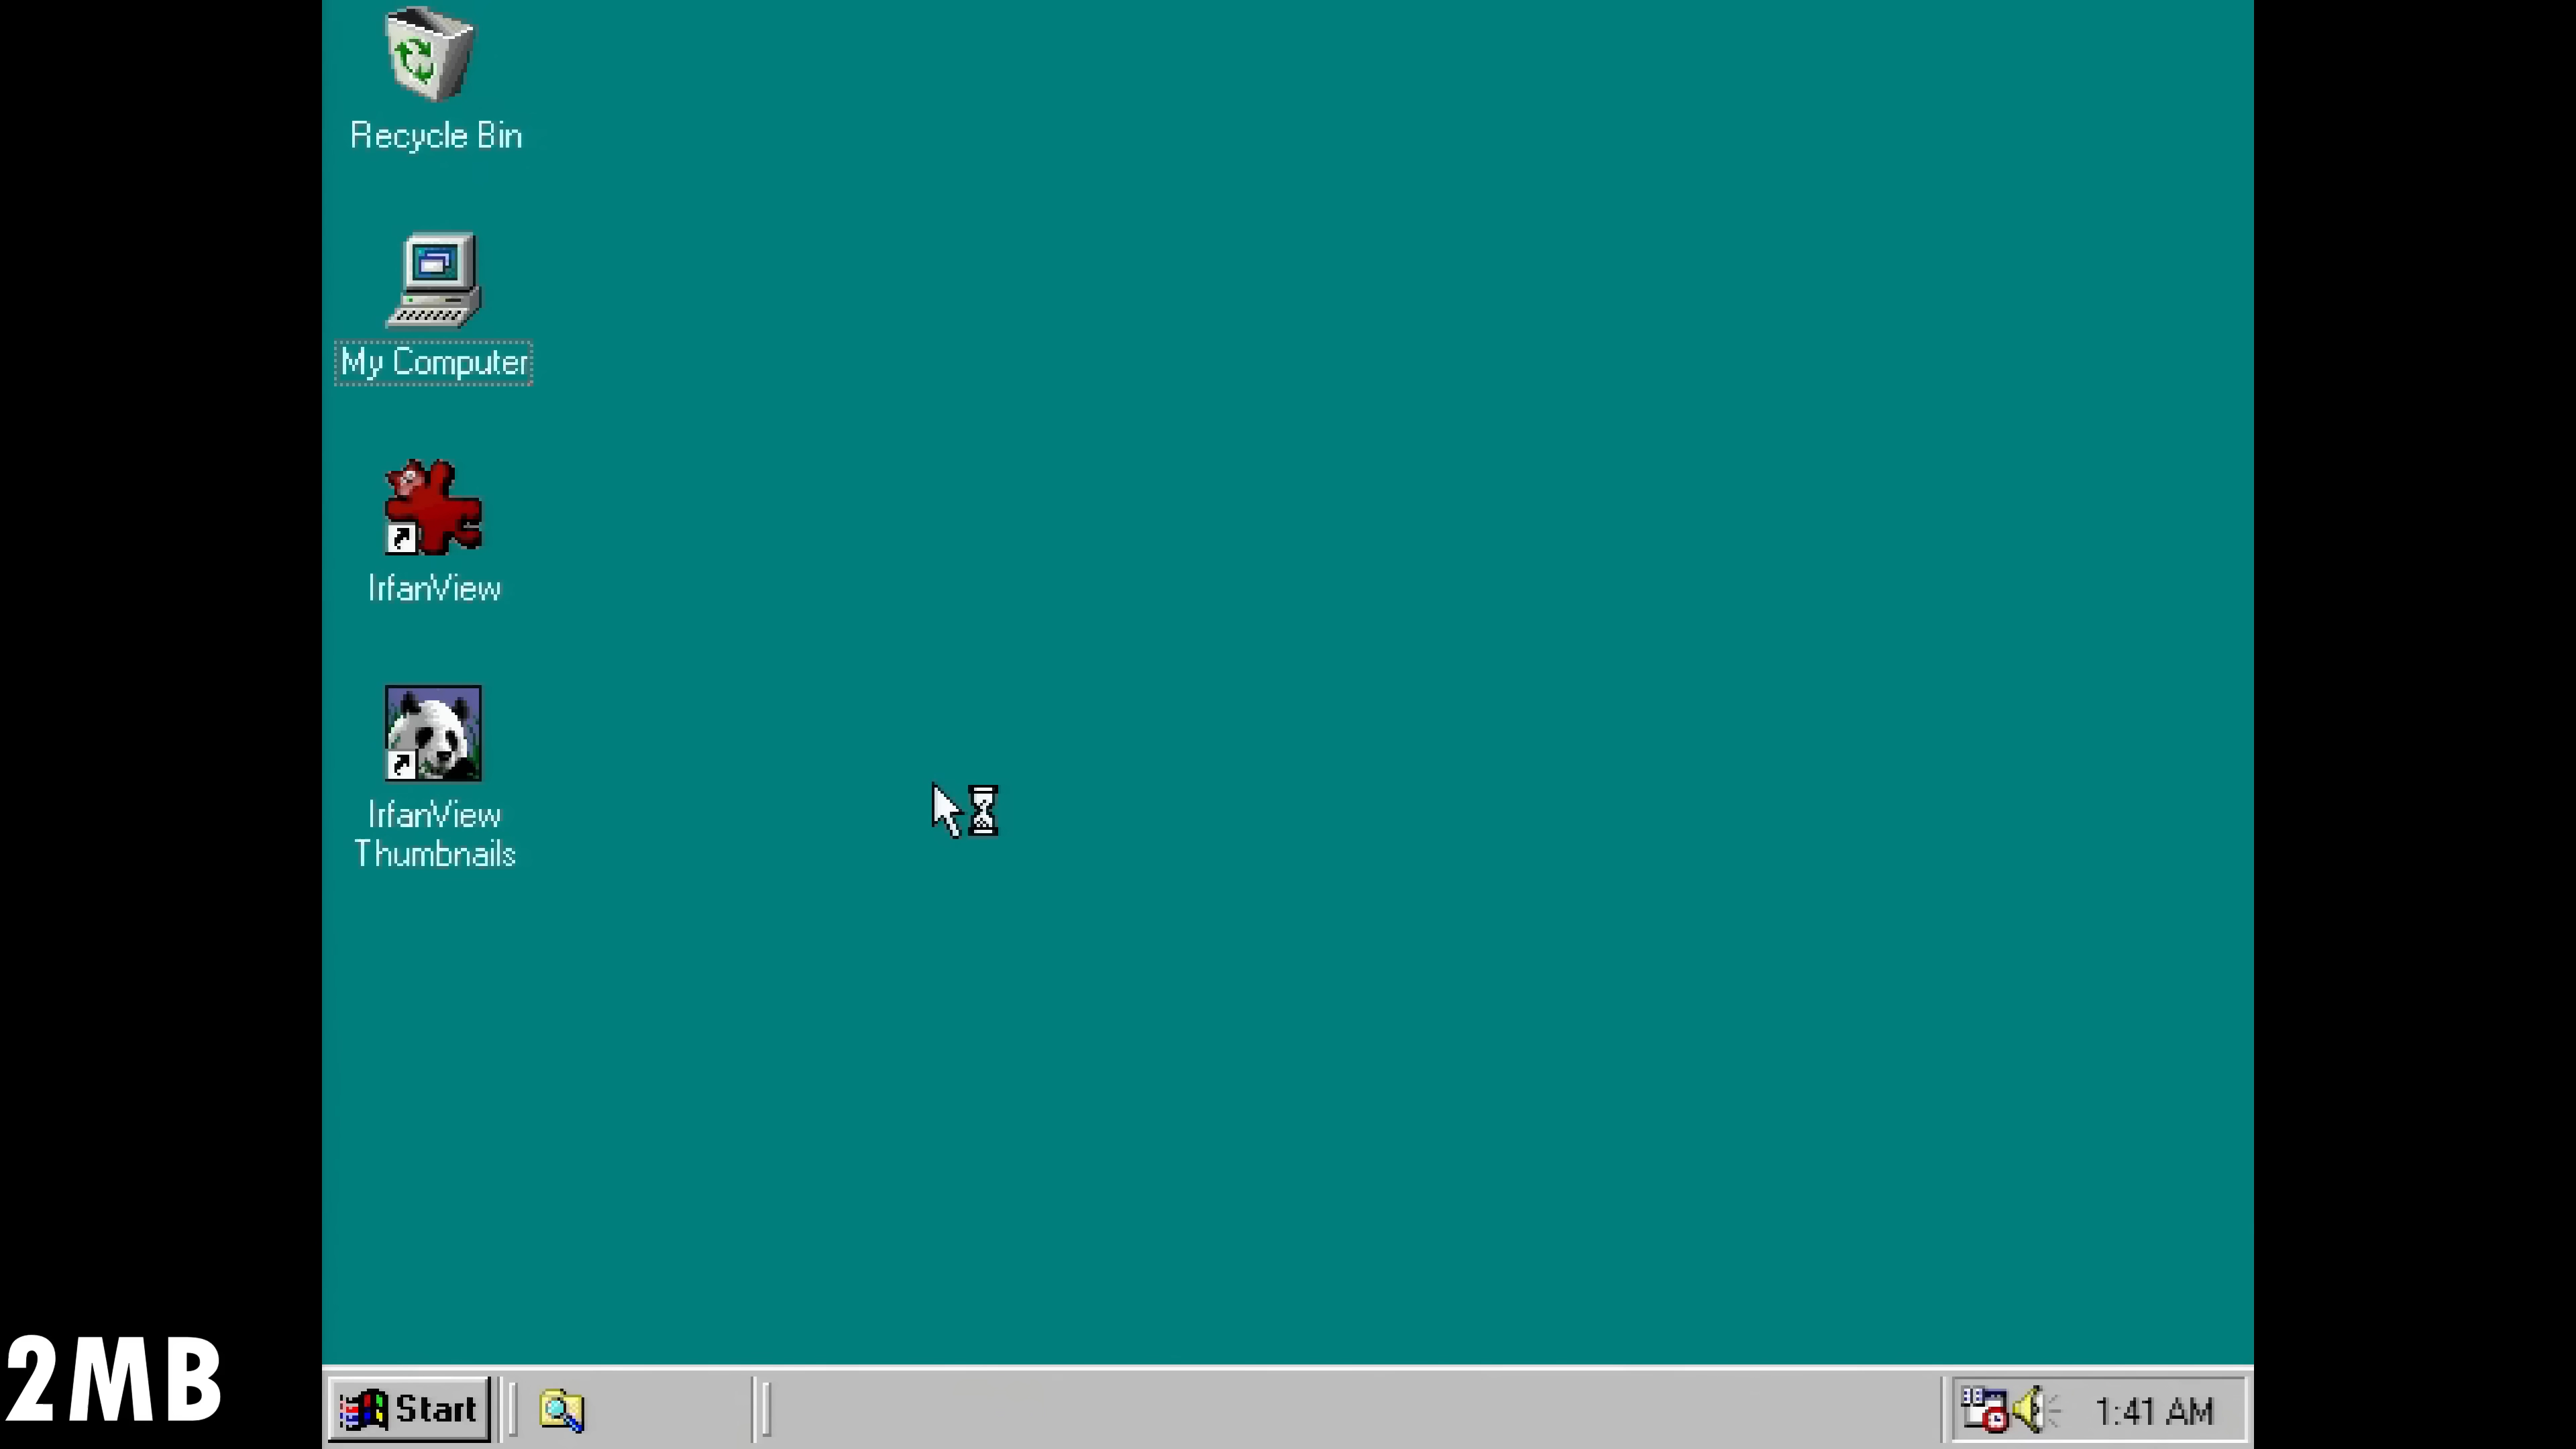 Recycle Bin
My Computer
IrfanView
IrfanView
Thumbnails
2MB
Start
1:41 AM